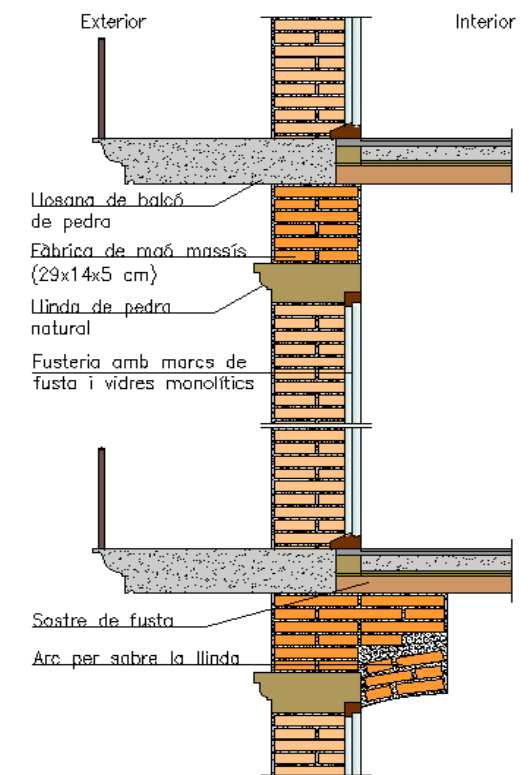 Exterior
Interior
Llosana de balcó
de pedra
Fàbrica de maó massís
(29x14x5 cm)
Llinda de pedra
natural
Fusteria amb marcs de
fusta i vidres monolítics
Sostre de fusta
Arc per sobre la llinda